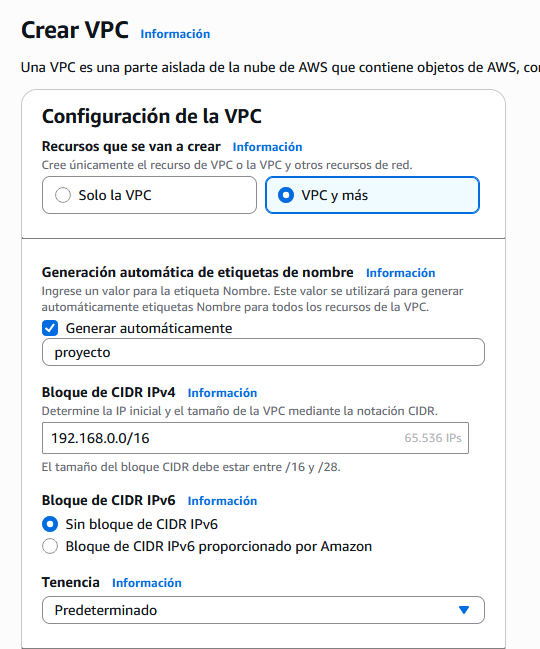 Crear VPC Información
Una VPC es una parte aislada de la nube de AWS que contiene objetos de AWS,
Configuración de la VPC
Recursos que se van a crear Información
Cree únicamente el recurso de VPC o la VPC y otros recursos de red.
Solo la VPC VPC y más
Generación automática de etiquetas de nombre Información
Ingrese un valor para la etiqueta Nombre. Este valor se utilizará para generar
automáticamente etiquetas Nombre para todos los recursos de la VPC.
Generar automáticamente
proyecto
Bloque de CIDR IPv4 Información
Determine la IP inicial y el tamaño de la VPC mediante la notación CIDR.
192.168.0.0/16 65.536 IPs
El tamaño del bloque CIDR debe estar entre /16 y /28.
Bloque de CIDR IPv6 Información
Sin bloque de CIDR IPv6
Bloque de CIDR IPv6 proporcionado por Amazon
Tenencia Información
Predeterminado